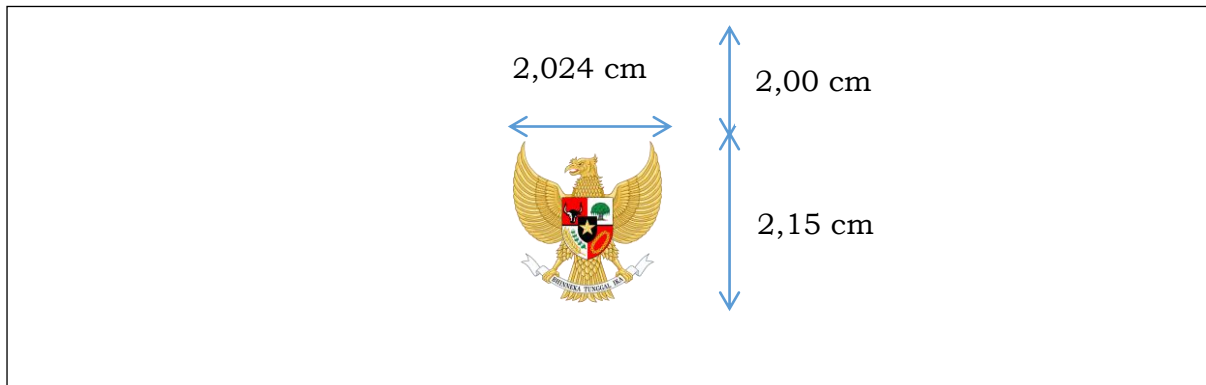 2,024 cm
2,00 cm
2,15 cm
BHINNEKA TUNGGAL IKA